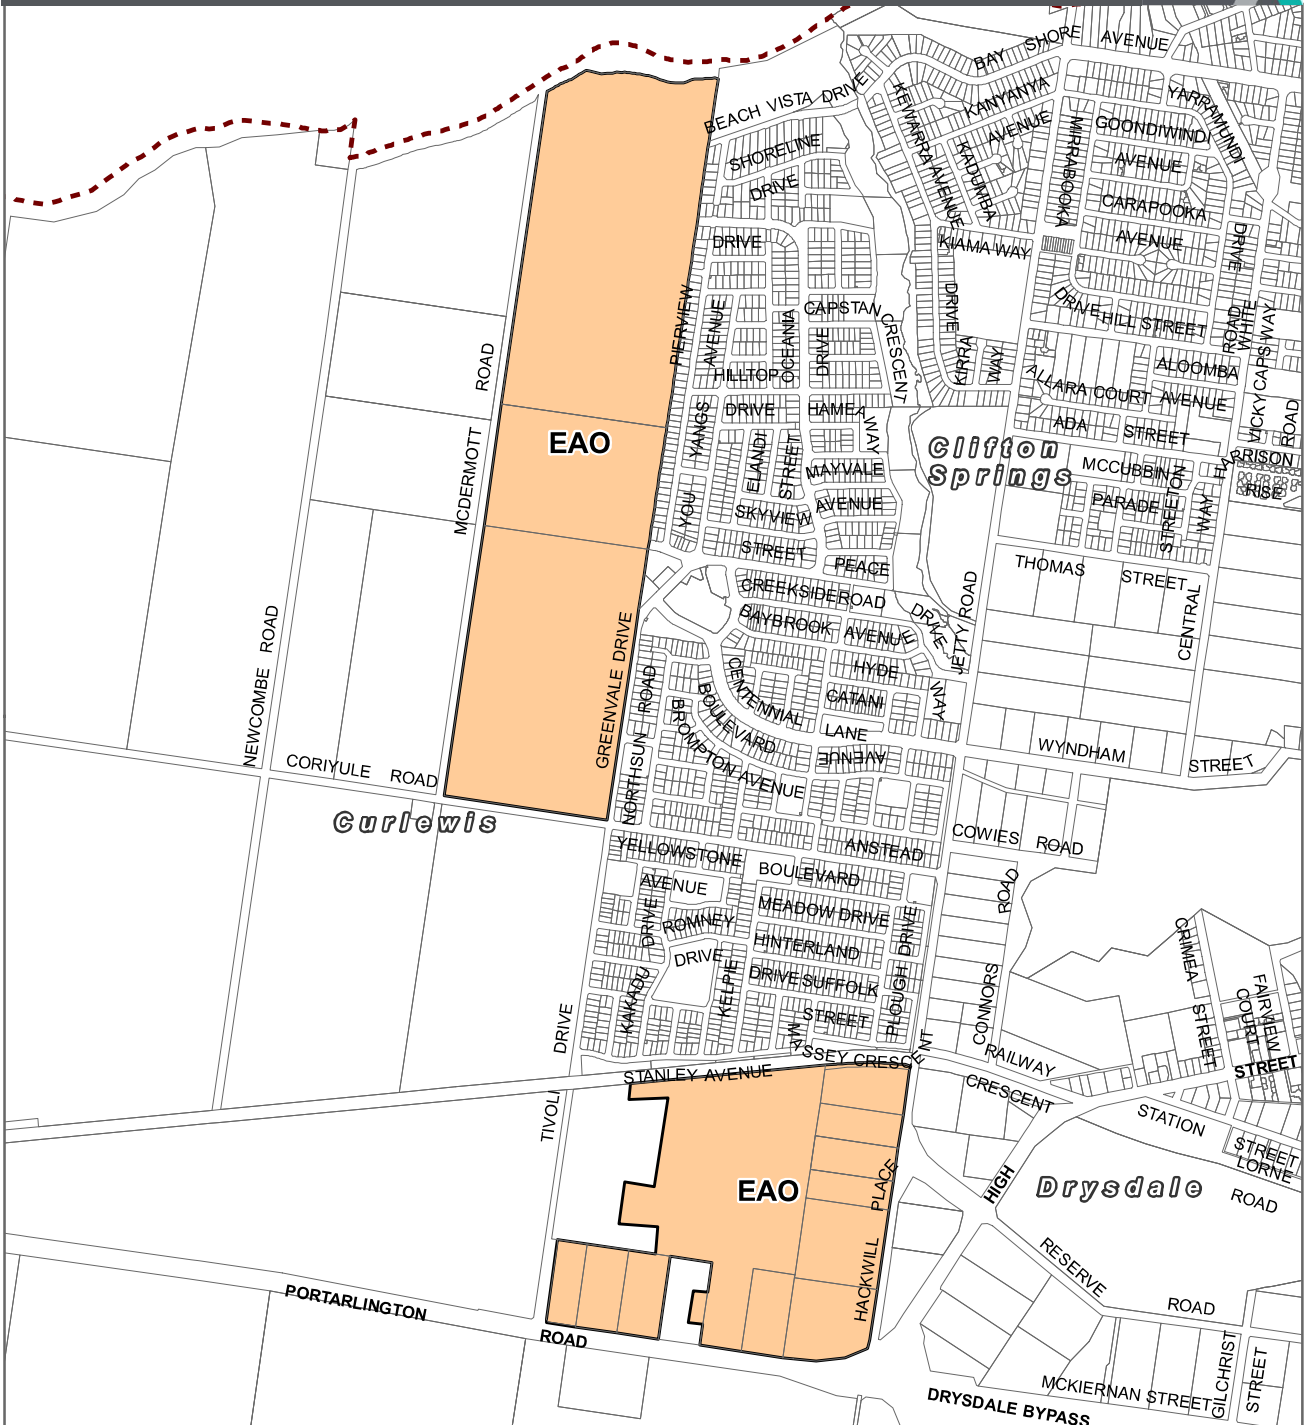 BAY SHORE AVENUE
BEACH VISTA DRIVE
KEWARRA AVENUE
KANYANYA
AVENUE
KADUMBA
MIRRABOOKA
YARRAMUNDI
GOONDIWINDI
AVENUE
CARAPOOKA
AVENUE
DRIVE
SHORELINE
DRIVE
DRIVE
KIAMA WAY
DRIVE
KIRRA
WAY
DRIVE
HILL STREET
ROAD
WHITE
VICKY CAPS WAY
ALOOMBA
AVENUE
ALLARA COURT
ADA STREET
ROAD
HARRISON
RISE
PIERVIEW
AVENUE
OCEANIA
DRIVE
CAPSTAN
CRESCENT
HILLTOP
DRIVE
HAME
A WAY
YANGS
YOU
ELANDI
STREET
MAYVALE
AVENUE
SKYVIEW
STREET
PEACE
ROAD
CREEKSIDE
DRIVE
BAYBROOK AVENUE
HYDE
WAY
CATANI
LANE
AVENUE
JETTY ROAD
MCDERMOTT ROAD
EAO
Clifton
Springs
MCCUBBIN
PARADE
STREETON
WAY
THOMAS STREET
CENTRAL
WYNDHAM STREET
NEWCOMBE ROAD
CORIYULE ROAD
Curlewis
GREENVALE DRIVE
NORTHSUN ROAD
CENTENNIAL
BOULEVARD
BROMPTON AVENUE
YELLOWSTONE
AVENUE
ANSTEAD
BOULEVARD
COWIES ROAD
ROAD
CONNORS
MEADOW DRIVE
ROMNEY
DRIVE
HINTERLAND
DRIVE
SUFFOLK
STREET
KAKADU
DRIVE
KELPIE
WAY
PLOUGH DRIVE
TIVOLI DRIVE
STANLEY AVENUE
MASSEY CRESCENT
RAILWAY
CRESCENT
CRIMEA
STREET
FAIRVIEW
COURT
STREET
STATION
STREET
LORNE
ROAD
HIGH
Drysdale
EAO
HACKWILL PLACE
RESERVE
ROAD
PORTARLINGTON
ROAD
GILCHRIST
STREET
MCKIERNAN STREET
DRYSDALE BYPASS